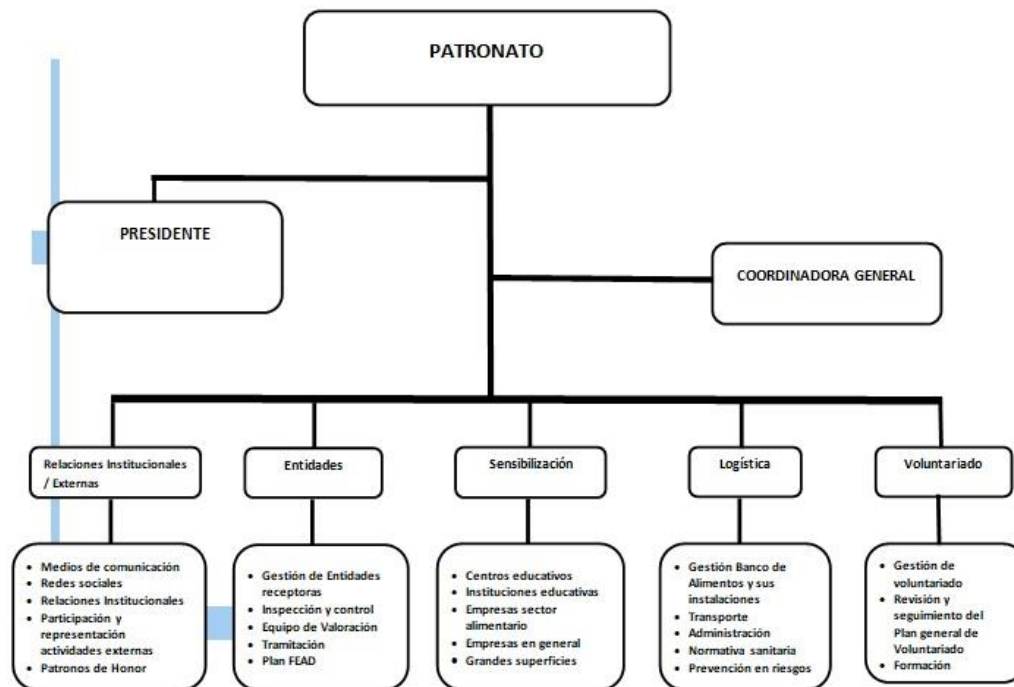 PATRONATO
PRESIDENTE
COORDINADORA GENERAL
Relaciones Institucionales
/ Externas
Entidades
Sensibilización
Logística
Voluntariado
• Medios de comunicación
• Redes sociales
• Relaciones Institucionales
• Participación y
representación
actividades externas
• Patronos de Honor
• Gestión de Entidades
receptoras
• Inspección y control
• Equipo de Valoración
• Tramitación
• Plan FEAD
• Centros educativos
• Instituciones educativas
• Empresas sector
alimentario
• Empresas en general
• Grandes superficies
• Gestión Banco de
Alimentos y sus
instalaciones
• Transporte
• Administración
• Normativa sanitaria
• Prevención en riesgos
• Gestión de
voluntariado
• Revisión y
seguimiento del
Plan general de
Voluntariado
• Formación